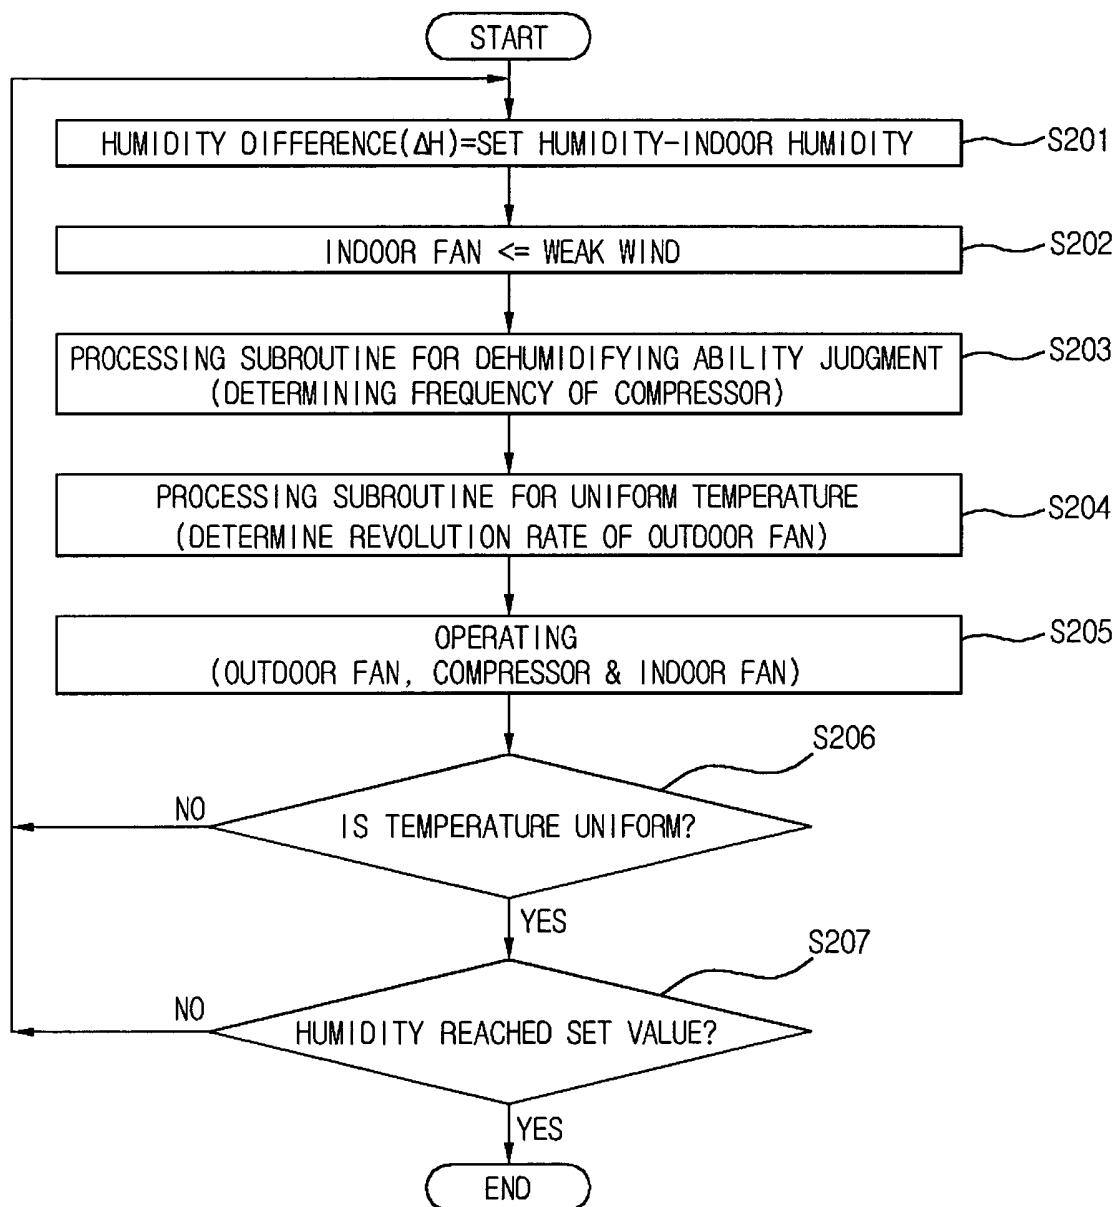 START
HUMIDITY DIFFERENCE(ΔH)=SET HUMIDITY-INDOOR HUMIDITY
S201
INDOOR FAN <= WEAK WIND
S202
PROCESSING SUBROUTINE FOR DEHUMIDIFYING ABILITY JUDGMENT
(DETERMINING FREQUENCY OF COMPRESSOR)
S203
PROCESSING SUBROUTINE FOR UNIFORM TEMPERATURE
(DETERMINE REVOLUTION RATE OF OUTDOOR FAN)
S204
OPERATING
(OUTDOOR FAN, COMPRESSOR & INDOOR FAN)
S205
S206
NO
IS TEMPERATURE UNIFORM?
YES
S207
NO
HUMIDITY REACHED SET VALUE?
YES
END